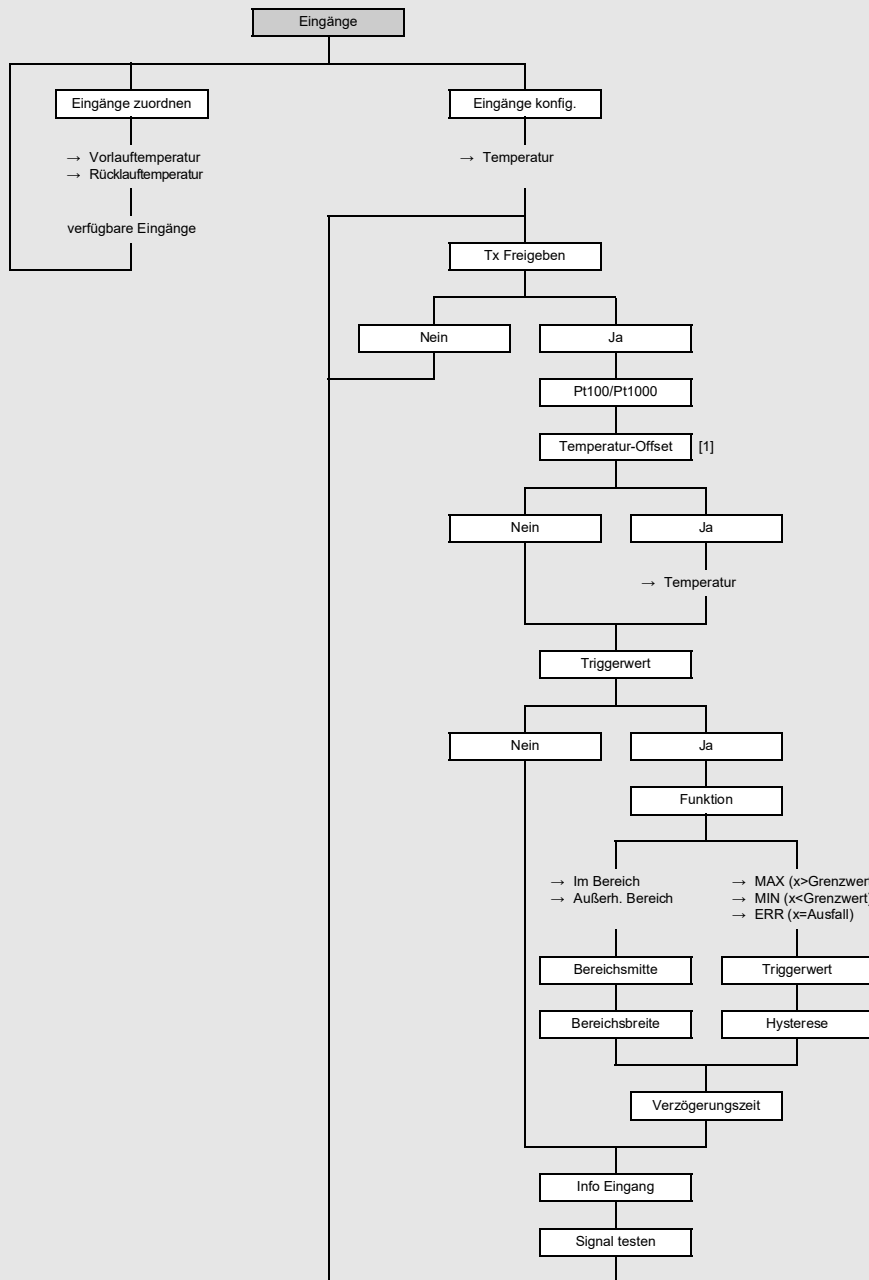 Eingänge
Eingänge zuordnen
Eingänge konfig.
→ Vorlauftemperatur
→ Rücklauftemperatur
→ Temperatur
verfügbare Eingänge
Tx Freigeben
Nein
Ja
Pt100/Pt1000
Temperatur-Offset [1]
Nein
Ja
→ Temperatur
Triggerwert
Nein
Ja
Funktion
→ Im Bereich
→ Außerh. Bereich
→ MAX (x>Grenzwert
→ MIN (x<Grenzwert)
→ ERR (x=Ausfall)
Bereichsmitte
Triggerwert
Bereichsbreite
Hysterese
Verzögerungszeit
Info Eingang
Signal testen